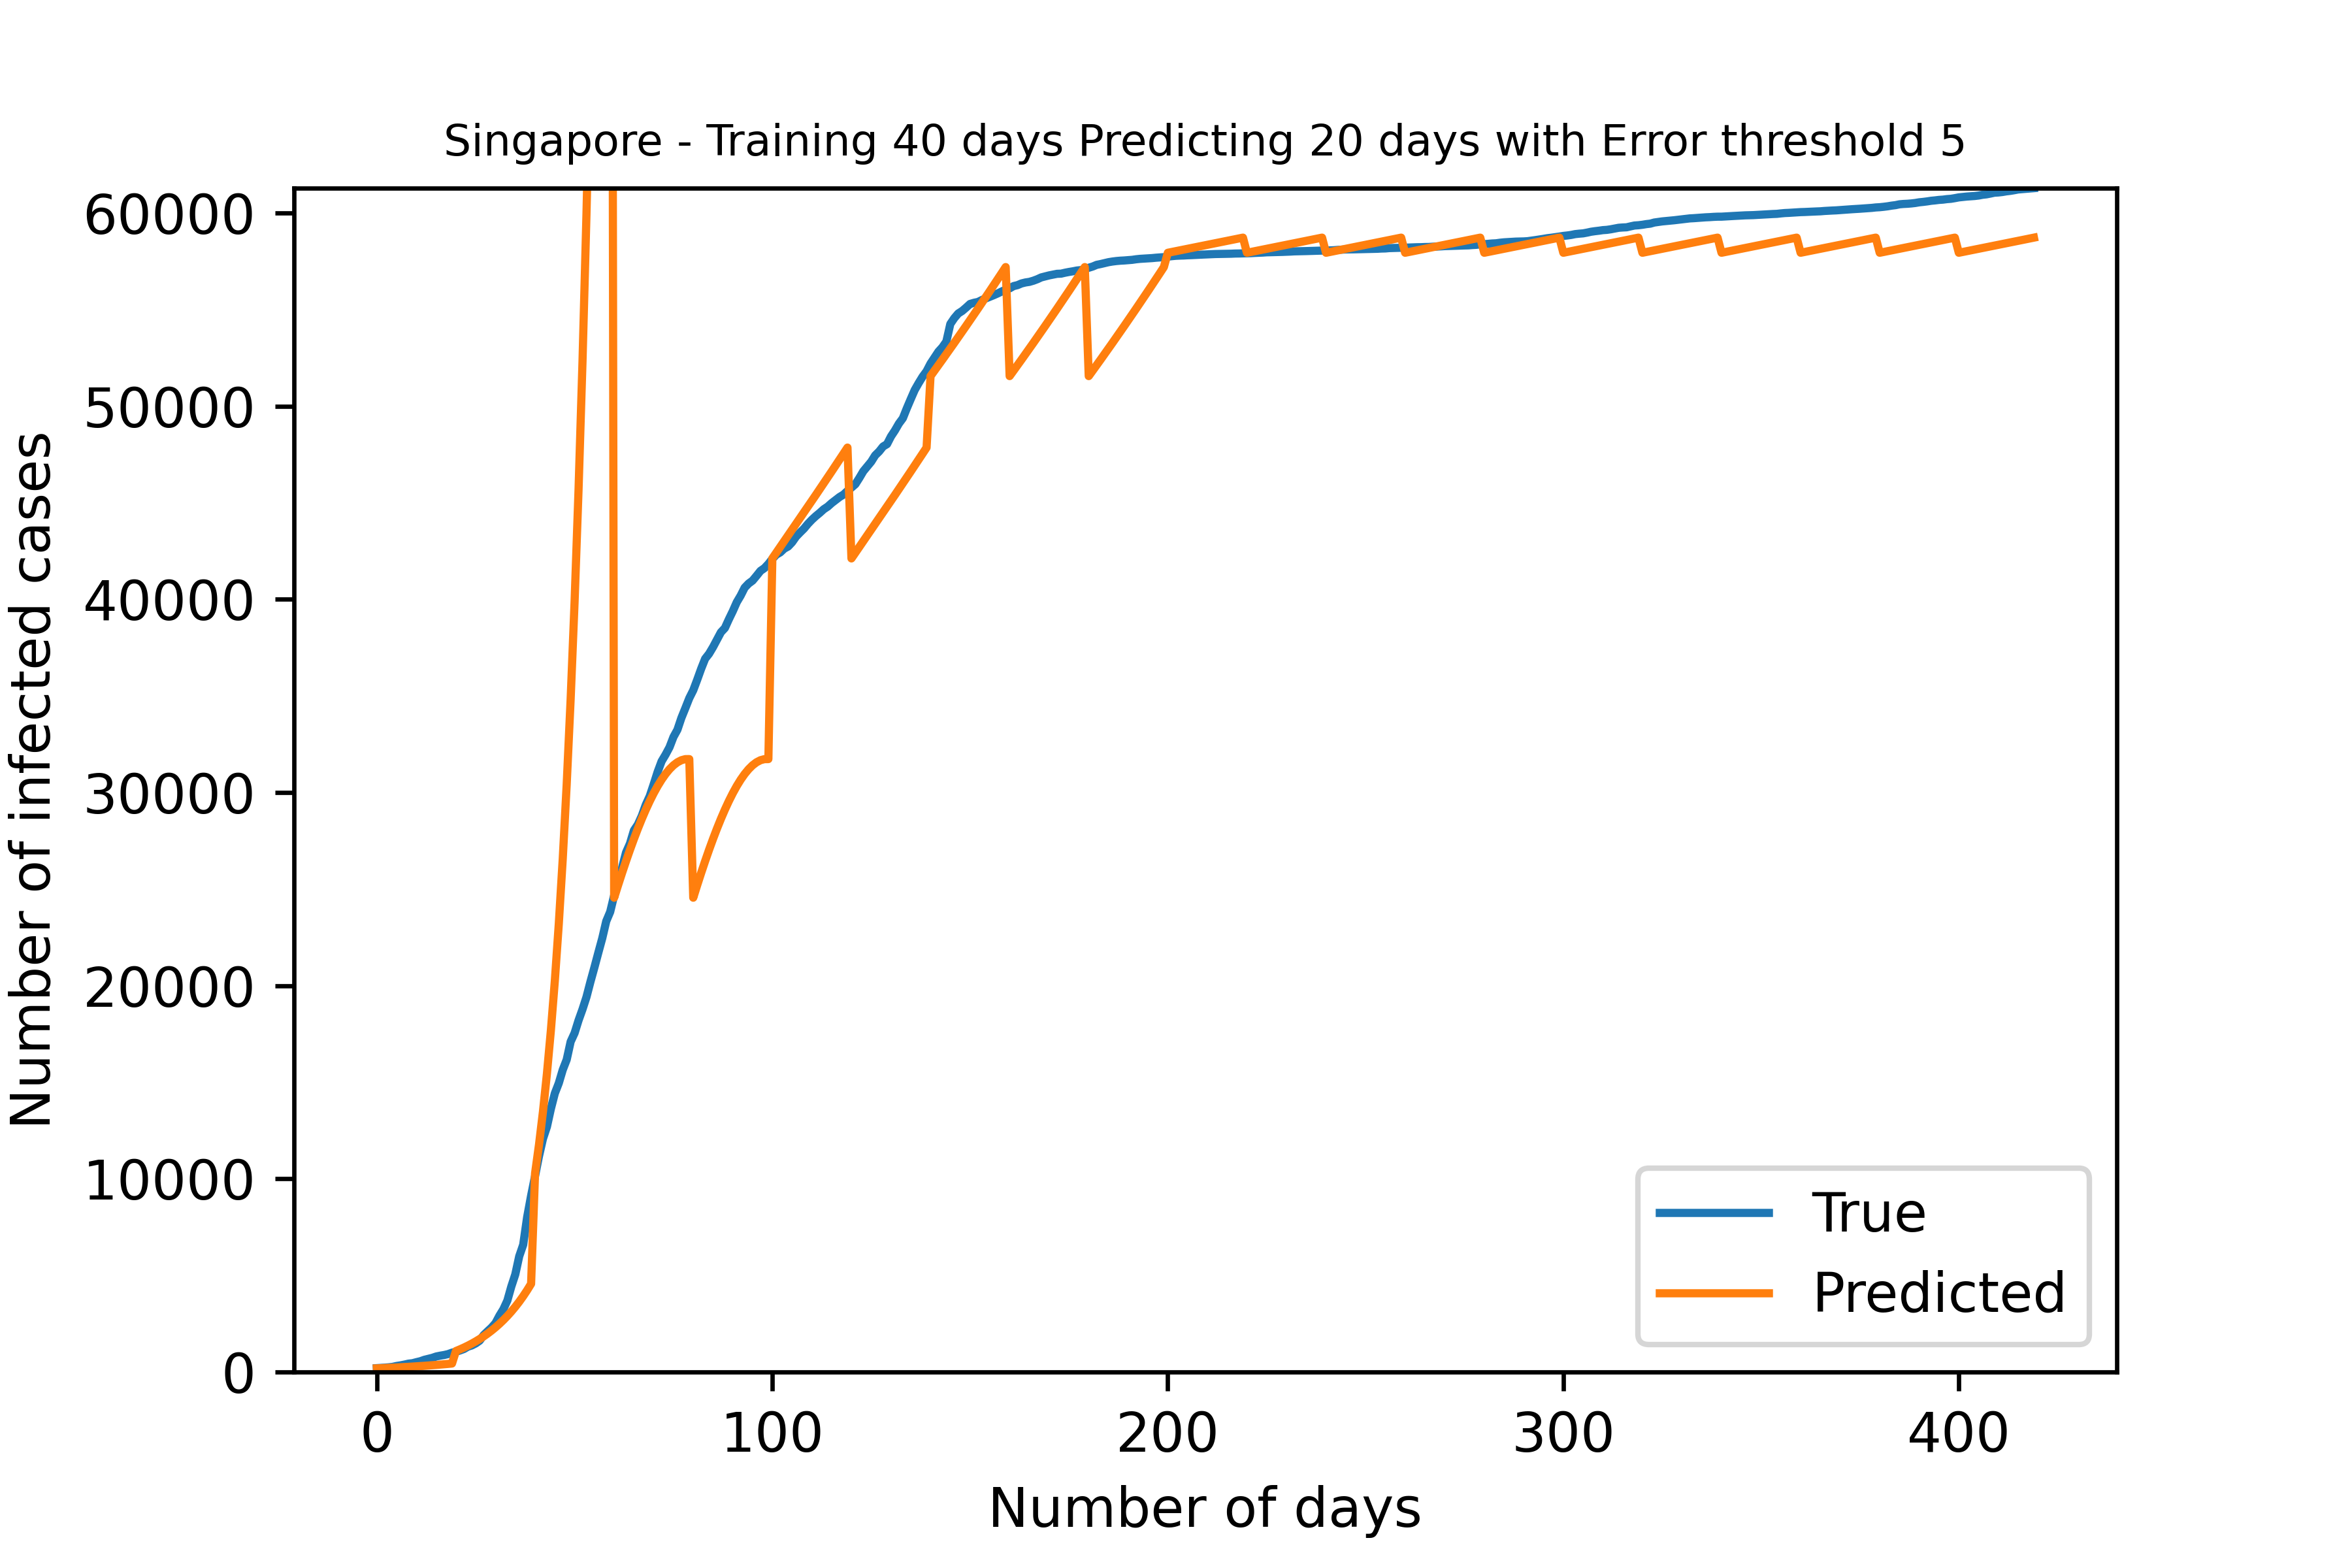 Singapore - Training 40 days Predicting 20 days with Error threshold 5
60000
50000
40000
30000
20000
10000
0
Number of infected cases
True
Predicted
0 100 200 300 400
Number of days